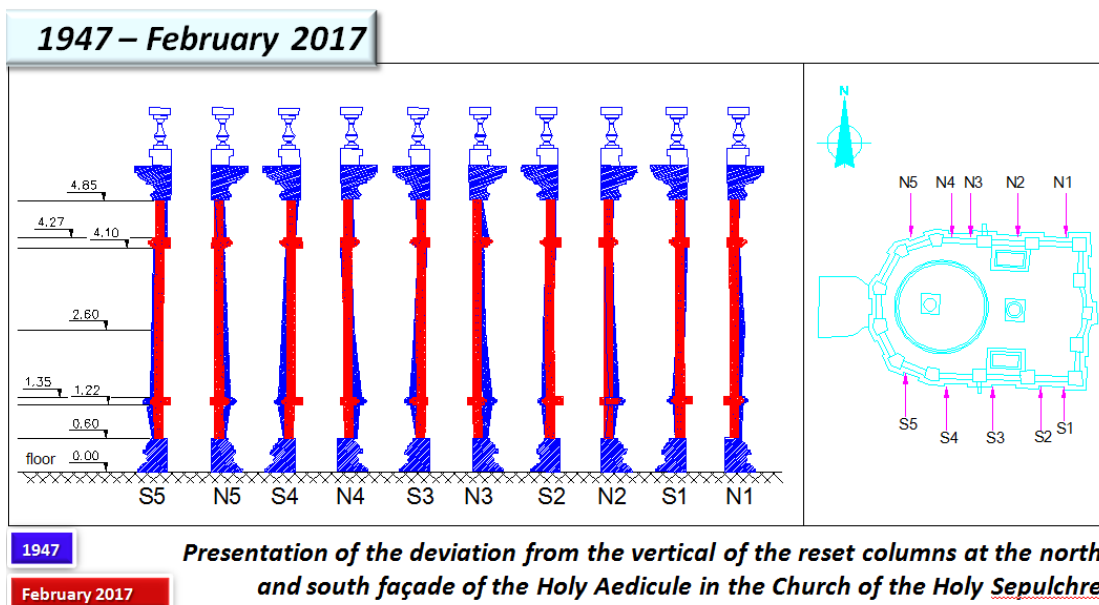 1947 – February 2017
4.85
4.27
4.10
2.60
1.35
1.22
0.60
floor 0.00
S5 N5 S4 N4 S3 N3 S2 N2 S1 N1
N
N5 N4 N3 N2 N1
S5 S4 S3 S2 S1
1947
February 2017
Presentation of the deviation from the vertical of the reset columns at the north
and south façade of the Holy Aedicule in the Church of the Holy Sepulchre